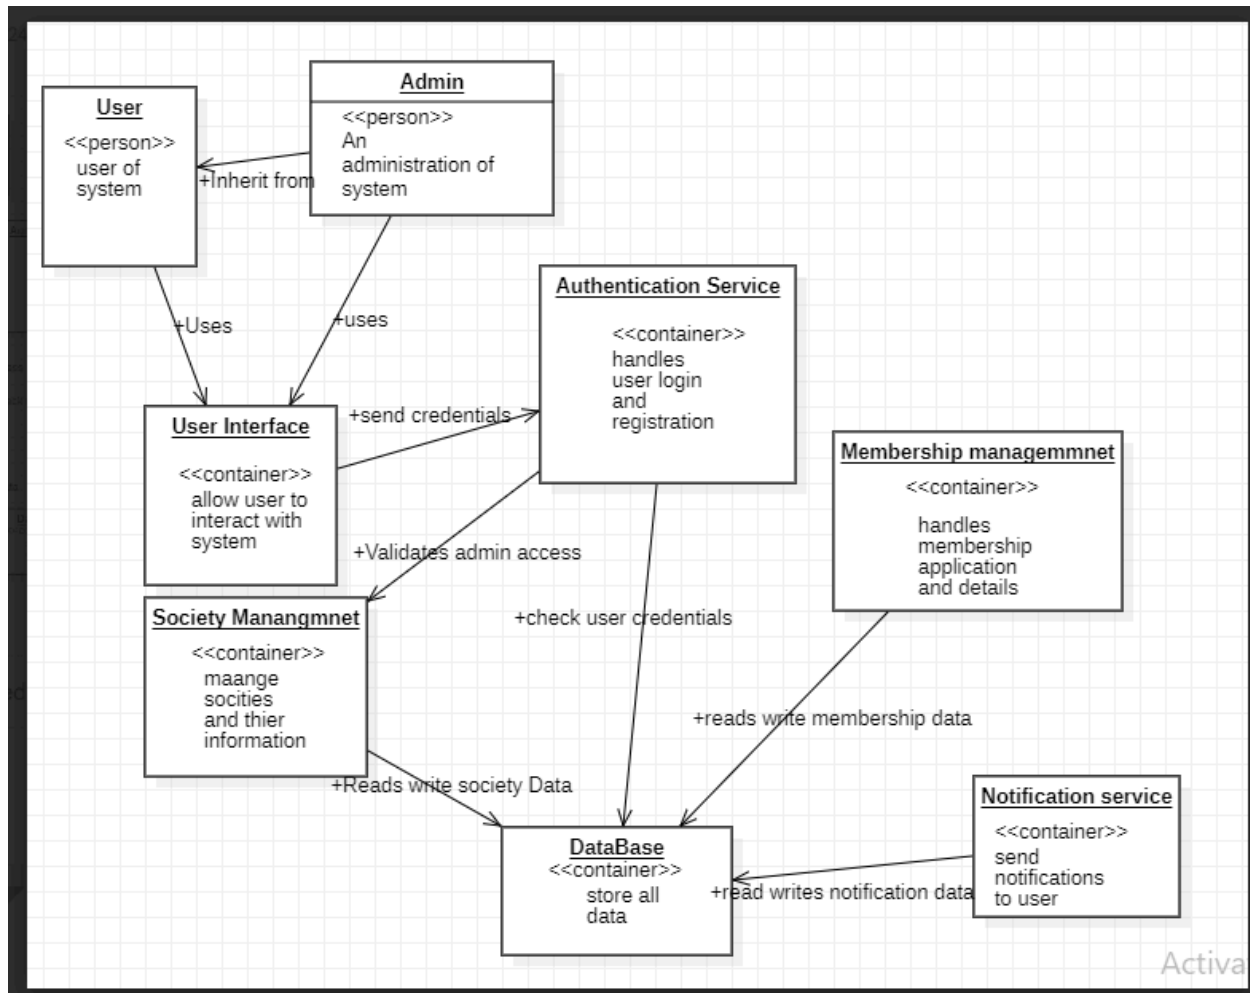 Admin
<<person>>
An
administration of
system
User
<<person>>
user of
system
+Inherit from
+Uses
+uses
Authentication Service
<<container>>
handles
user login
and
registration
User Interface
<<container>>
allow user to
interact with
system
+send credentials
Membership managemmnet
<<container>>
handles
membership
application
and details
+Validates admin access
Society Manangmnet
<<container>>
maange
socities
and thier
information
+check user credentials
+reads write membership data
+Reads write society Data
Notification service
<<container>>
send
notifications
to user
DataBase
<<container>>
store all
data
+read writes notification data
Activa